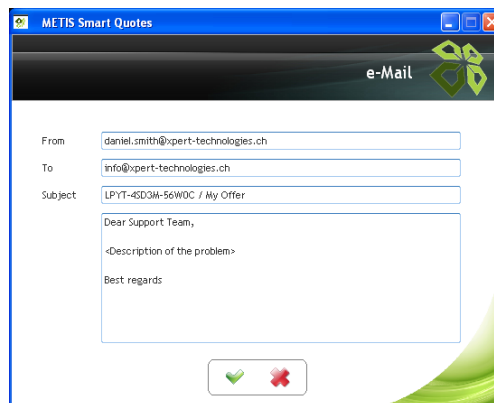 METIS Smart Quotes
e-Mail
From daniel.smith@xpert-technologies.ch
To info@xpert-technologies.ch
Subject LPYT-4SD3M-56W0C / My Offer
Dear Support Team,
<Description of the problem>
Best regards